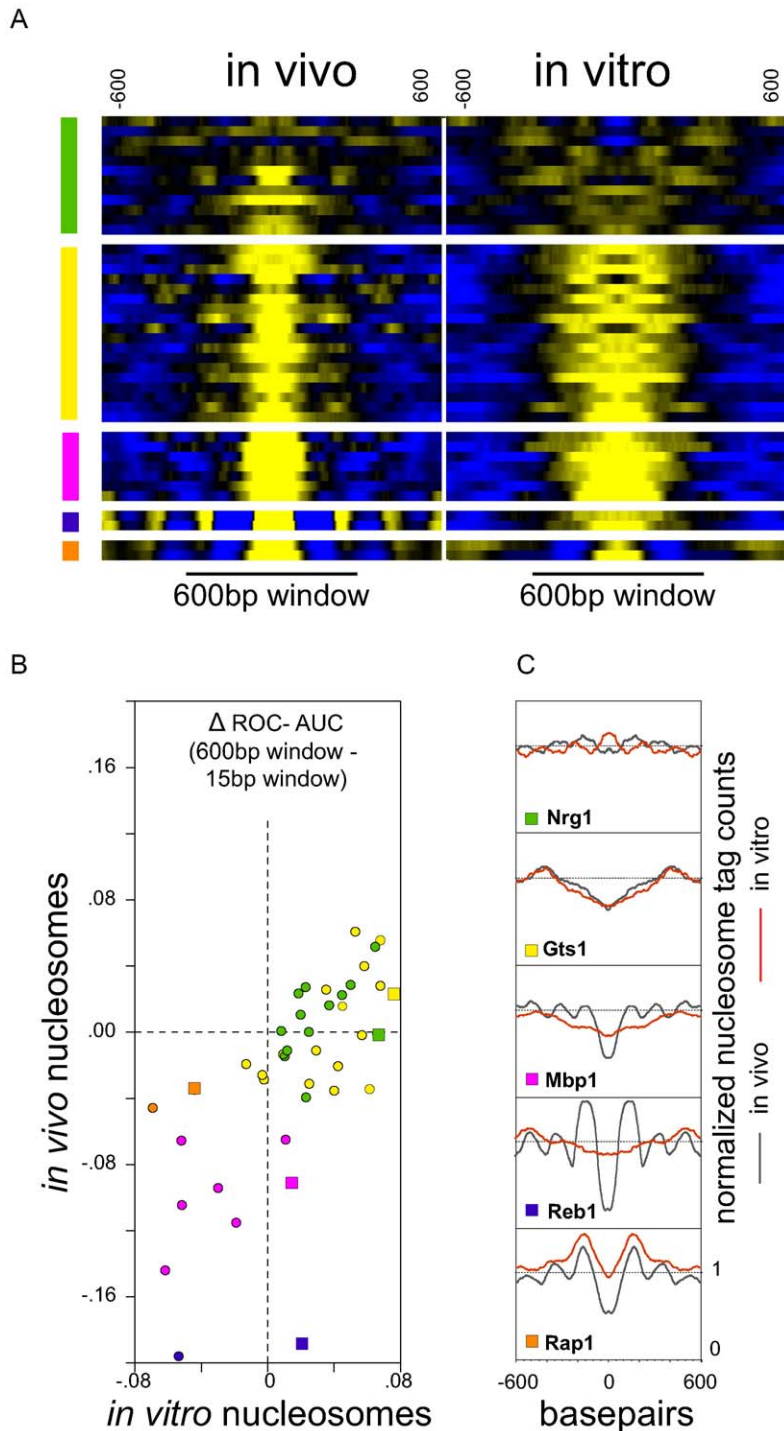 A
in vivo
in vitro
-600
600
-600
600
600bp window
600bp window
B
C
Δ ROC- AUC
(600bp window -
15bp window)
.16
.08
.00
-.08
-.16
-.08
0
.08
in vivo nucleosomes
in vitro nucleosomes
Nrg1
Gts1
Mbp1
Reb1
Rap1
1
0
-600
0
600
basepairs
normalized nucleosome tag counts
in vivo
in vitro